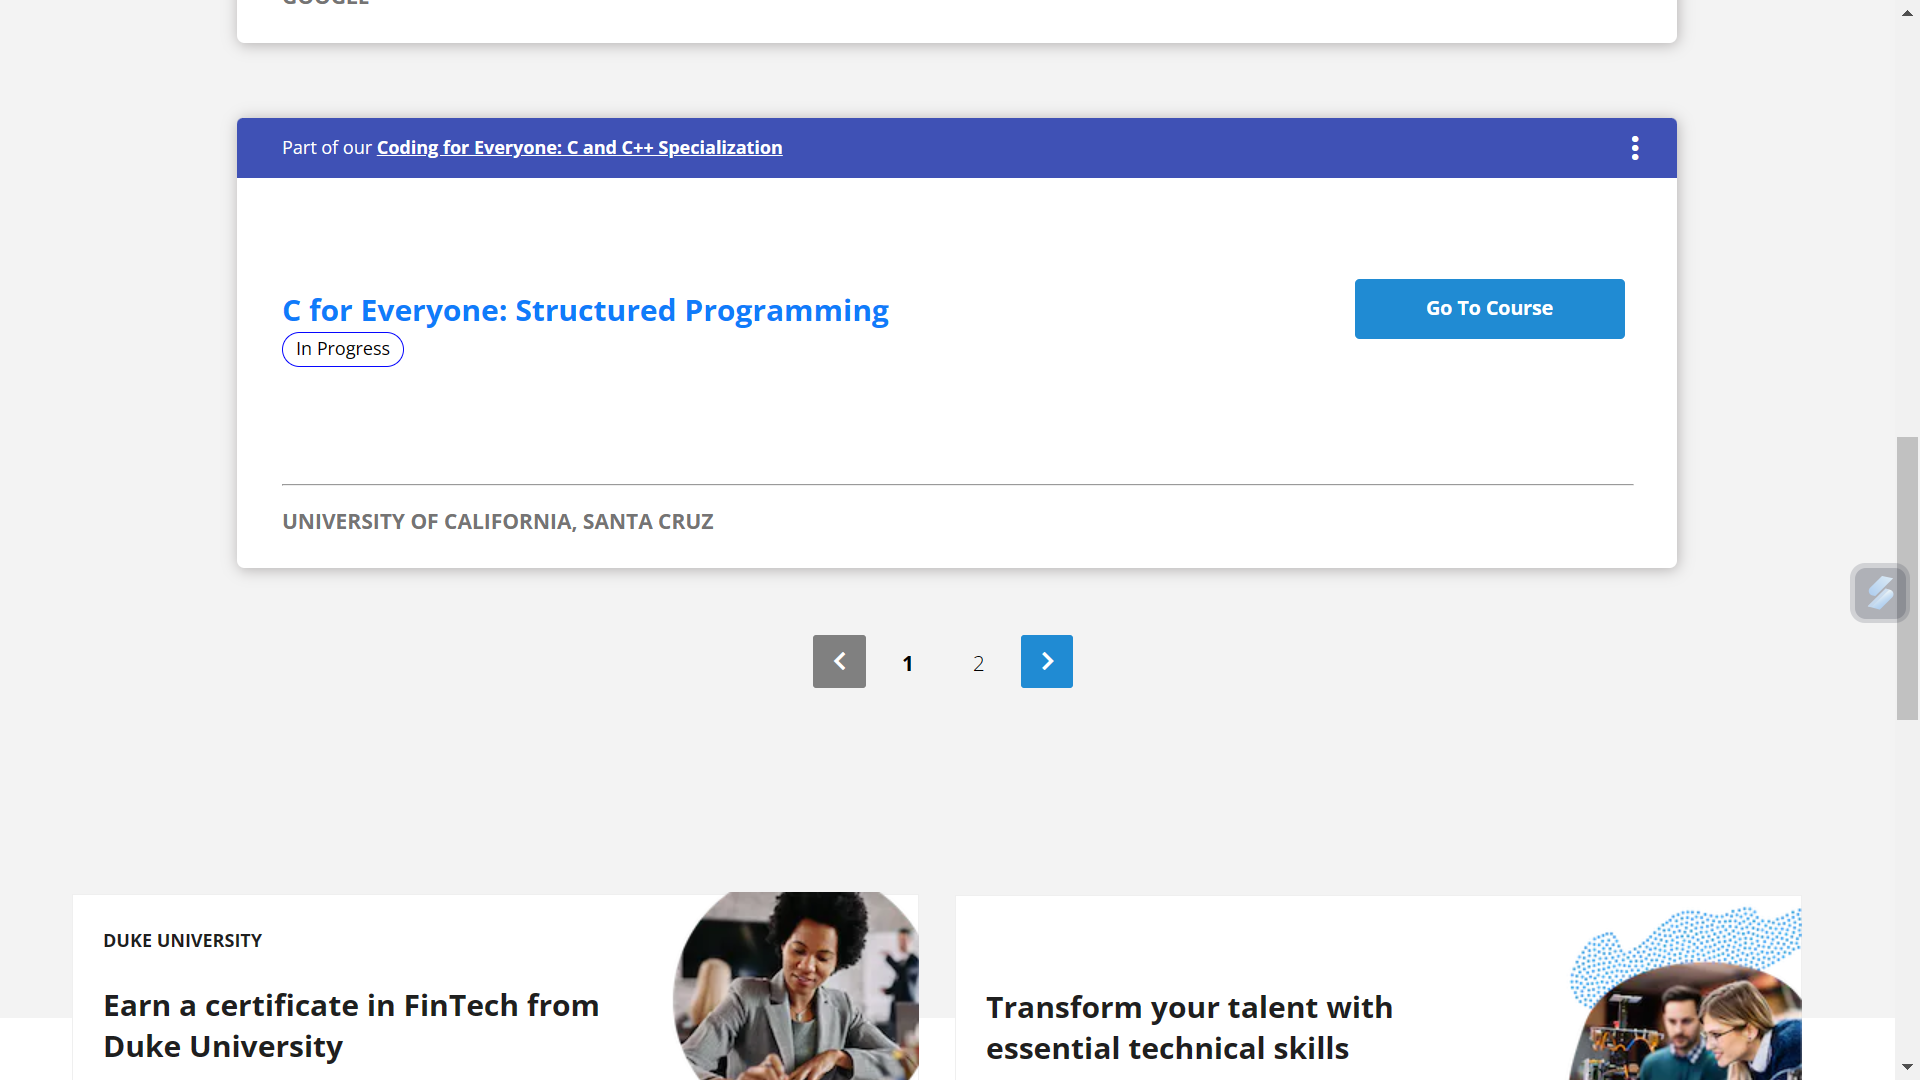 GOOGLE
Part of our Coding for Everyone: C and C++ Specialization
C for Everyone: Structured Programming
In Progress
Go To Course
UNIVERSITY OF CALIFORNIA, SANTA CRUZ
1
2
DUKE UNIVERSITY
Earn a certificate in FinTech from
Duke University
Transform your talent with
essential technical skills